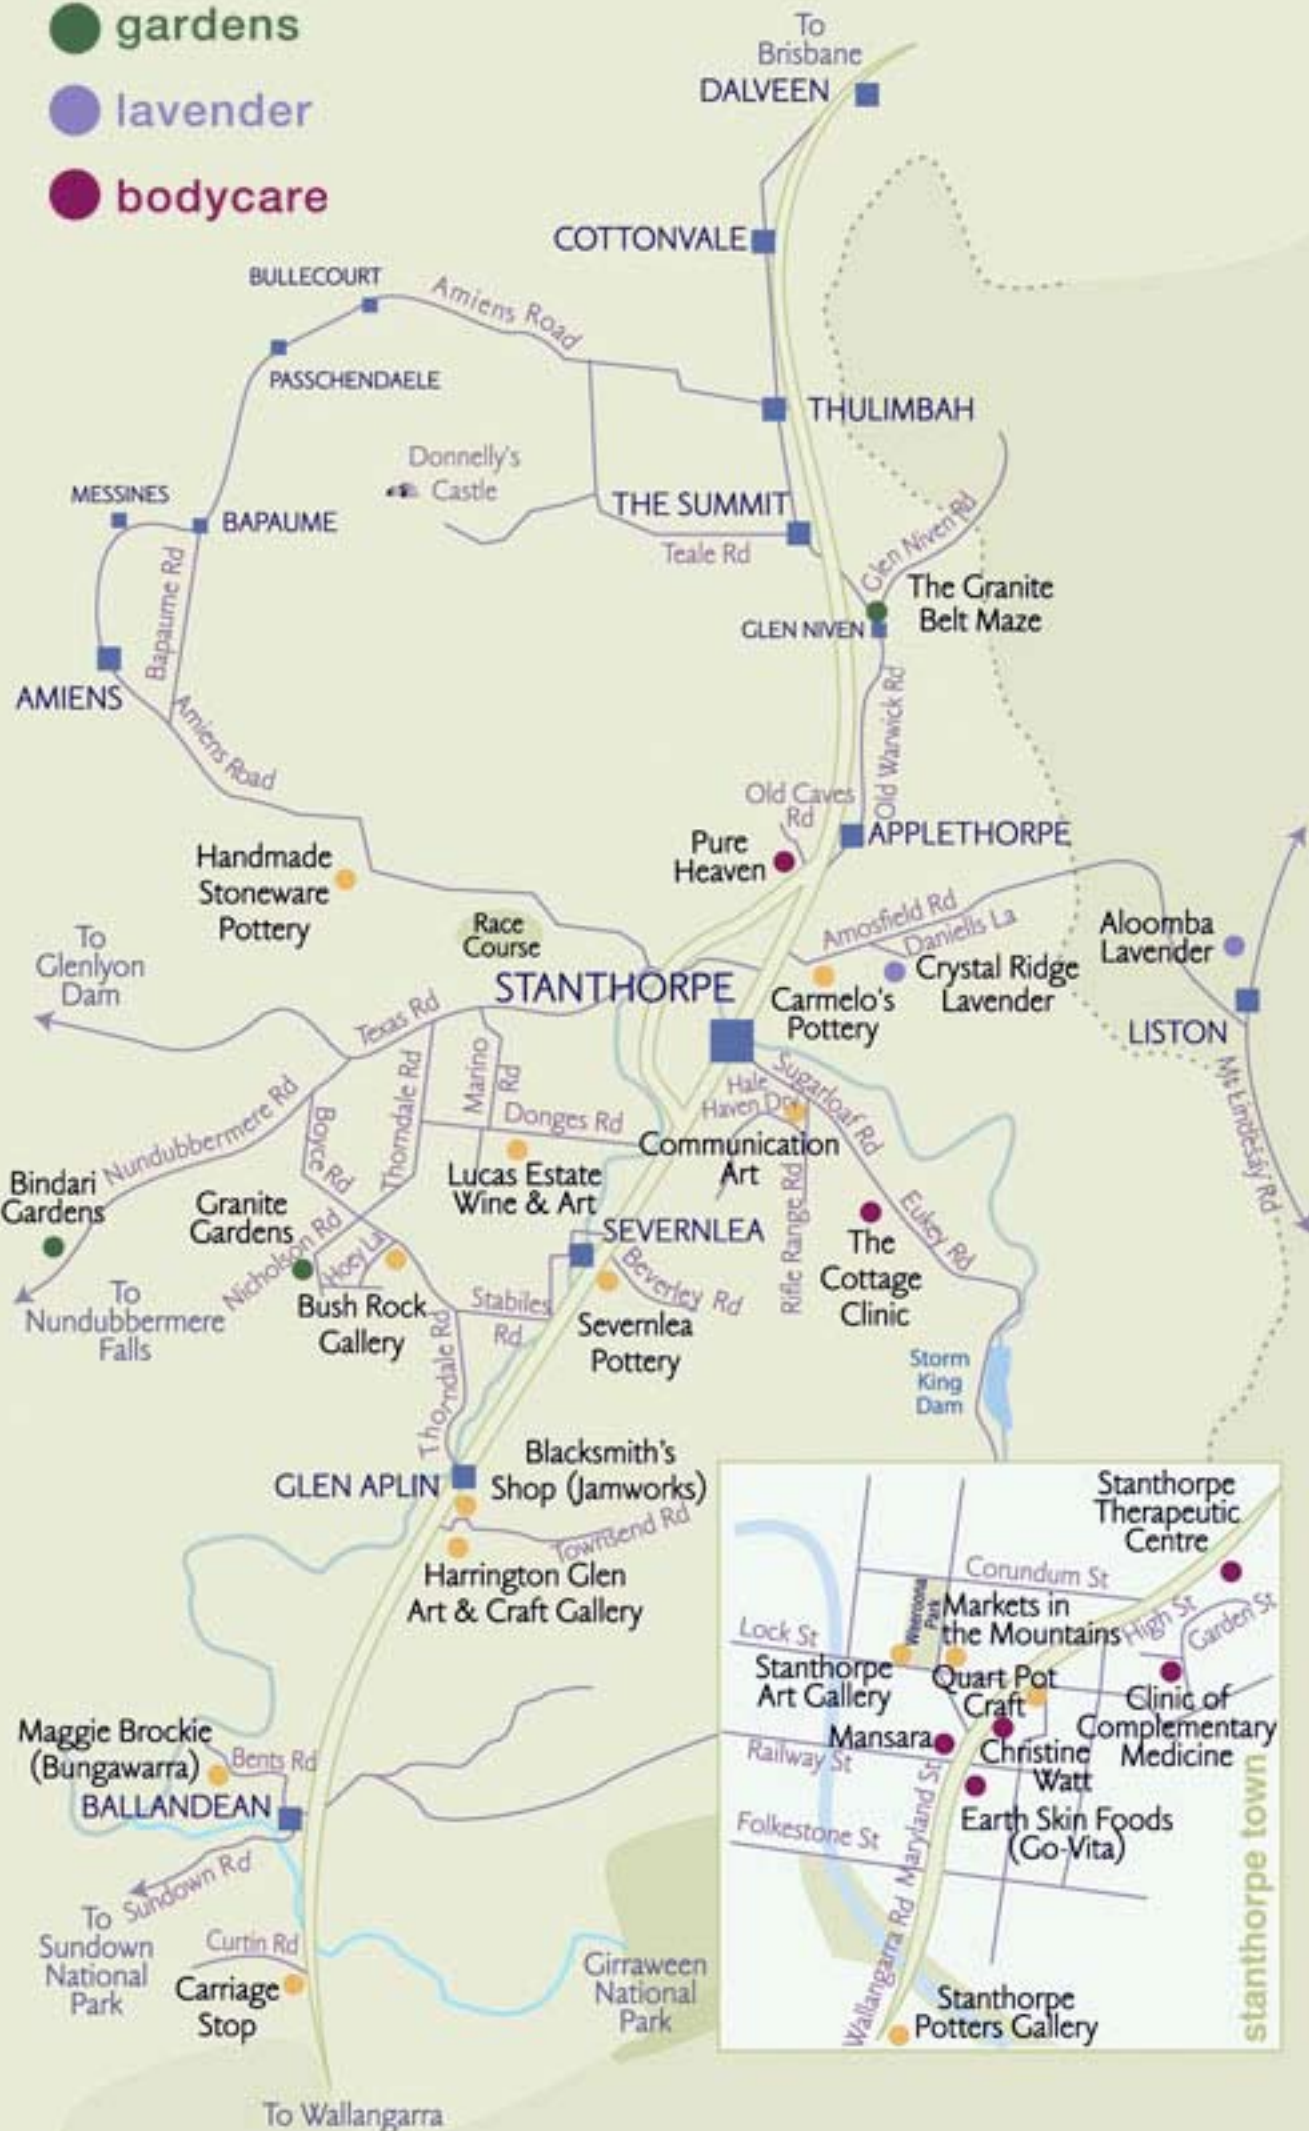 gardens
lavender
bodycare
To
Brisbane
DALVEEN
COTTONVALE
BULLECOURT
Amiens Road
PASSCHENDAELE
THULIMBAH
Donnelly's
Castle
MESSINES
BAPAUME
THE SUMMIT
Teale Rd
Glen Niven Rd
The Granite
Belt Maze
GLEN NIVEN
Bapaume Rd
AMIENS
Amiens Road
Old Warwick Rd
Old Caves
Rd
APPLETHORPE
Pure
Heaven
Handmade
Stoneware
Pottery
Race
Course
Amosfield Rd
Daniells La
Aloomba
Lavender
To
Glenlyon
Dam
STANTHORPE
Carmelo's
Pottery
Crystal Ridge
Lavender
LISTON
Mt Lindesay Rd
Texas Rd
Nundubbermere Rd
Boyce Rd
Thorndale Rd
Marino
Rd
Donges Rd
Hale
Haven Dr
Sugarloaf Rd
Communication
Art
Lucas Estate
Wine & Art
Bindari
Gardens
Granite
Gardens
Nicholson Rd
Hoey La
SEVERNLEA
Beverley Rd
Rifle Range Rd
The
Cottage
Clinic
Eukey Rd
To
Nundubbermere
Falls
Bush Rock
Gallery
Stabiles
Rd
Severnlea
Pottery
Thorndale Rd
Storm
King
Dam
GLEN APLIN
Blacksmith's
Shop (Jamworks)
Townsend Rd
Harrington Glen
Art & Craft Gallery
Maggie Brockie
(Bungawarra)
Bents Rd
BALLANDEAN
Sundown Rd
To
Sundown
National
Park
Curtin Rd
Carriage
Stop
Girraween
National
Park
To Wallangarra
Stanthorpe
Therapeutic
Centre
Corundum St
Weeroona
Park
Markets in
the Mountains
High St
Garden St
Lock St
Stanthorpe
Art Gallery
Quart Pot
Craft
Clinic of
Complementary
Medicine
Mansara
Railway St
Christine
Watt
Maryland St
Earth Skin Foods
(Go-Vita)
Folkestone St
Wallangarra Rd
Stanthorpe
Potters Gallery
stanthorpe town